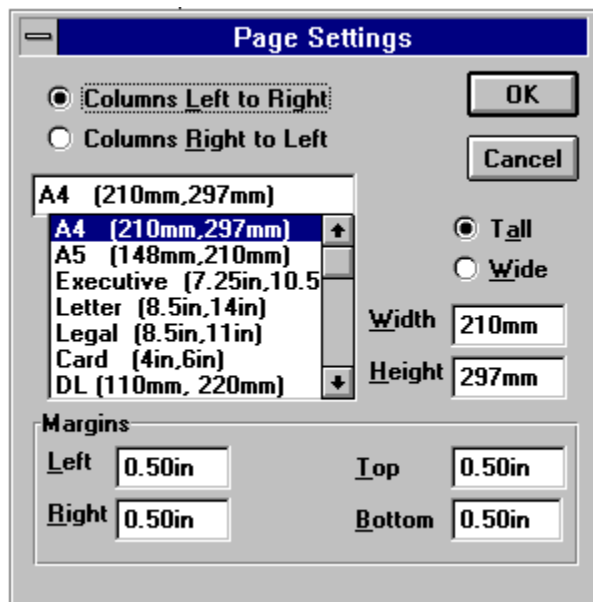 Page Settings
Columns Left to Right
OK
Columns Right to Left
Cancel
A4 (210mm,297mm)
A4 (210mm,297mm)
A5 (148mm,210mm)
Executive (7.25in,10.5
Letter (8.5in,14in)
Legal (8.5in,11in)
Card (4in,6in)
DL (110mm, 220mm)
Tall
Wide
Width 210mm
Height 297mm
Margins
Left 0.50in Top 0.50in
Right 0.50in Bottom 0.50in